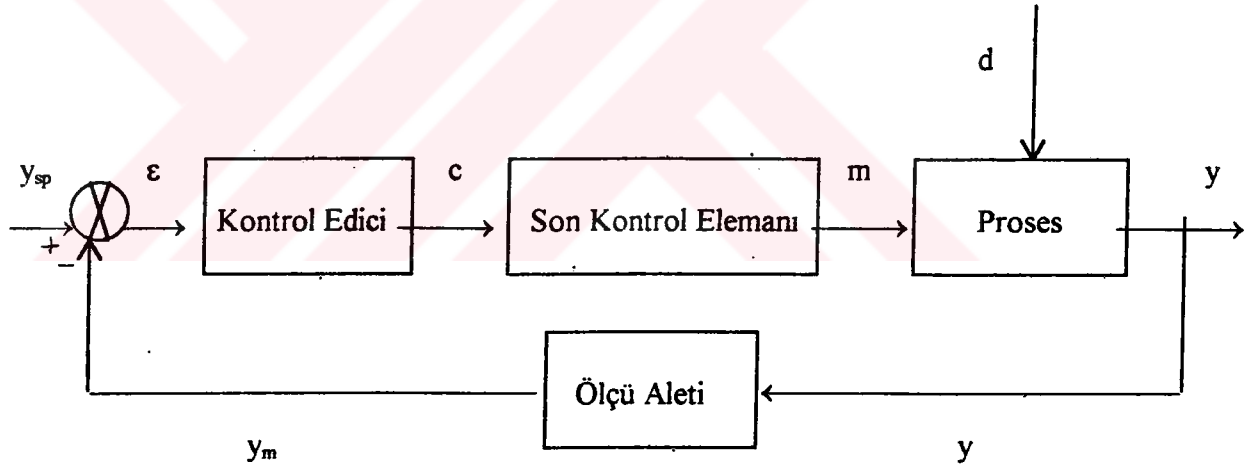 d
y_sp
ε
c
m
y
Kontrol Edici
Son Kontrol Elemanı
Proses
+
−
Ölçü Aleti
y_m
y